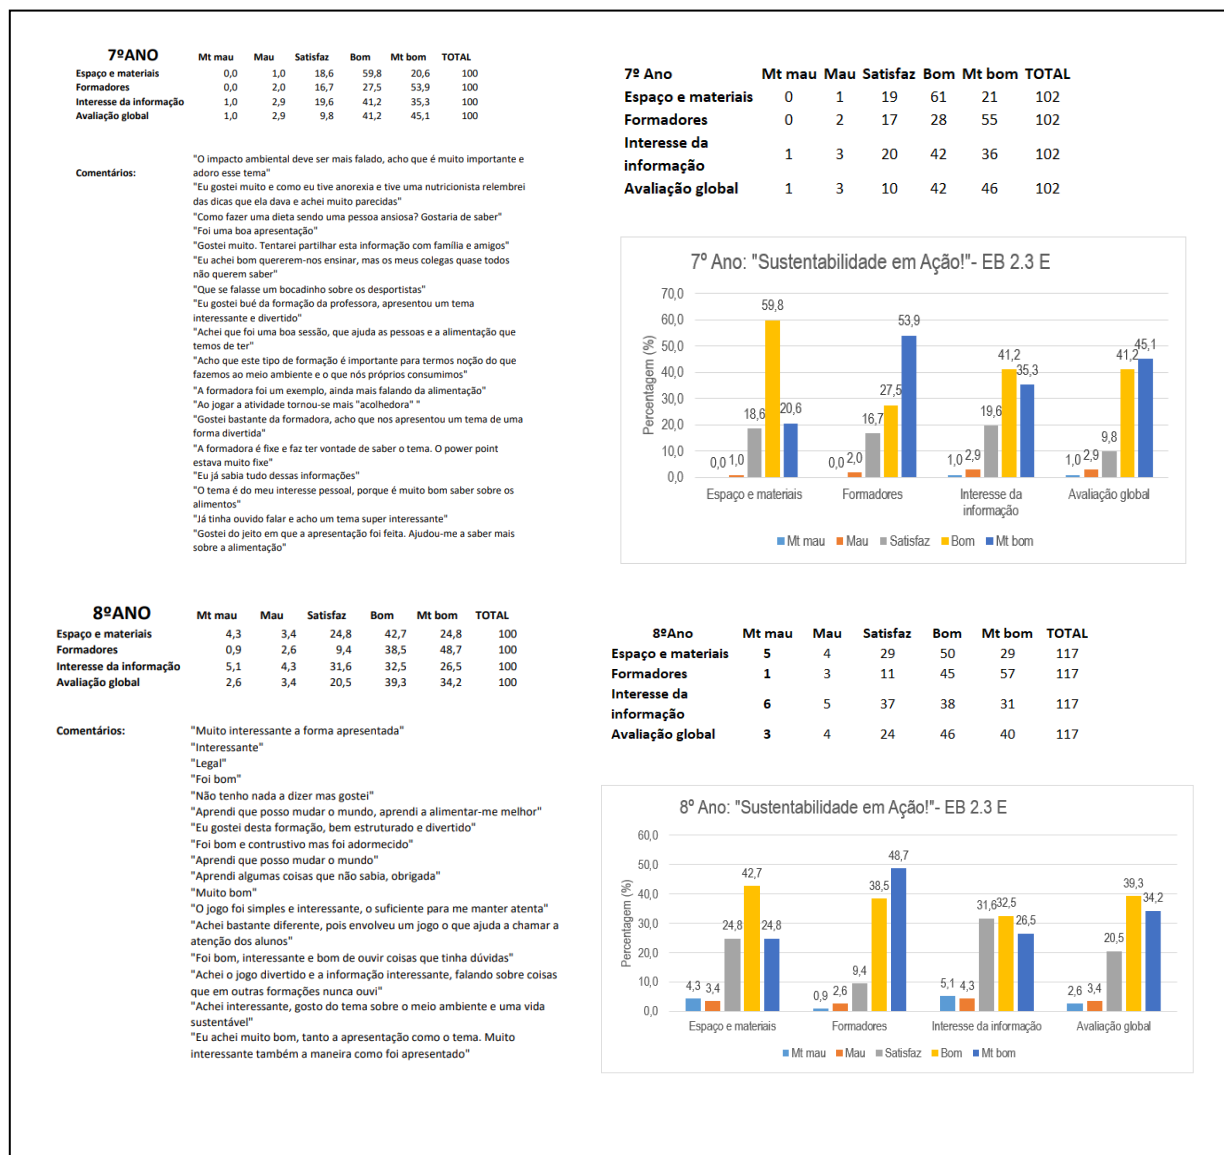 7ºANO Mt mau Mau Satisfaz Bom Mt bom TOTAL
Espaço e materiais 0,0 1,0 18,6 59,8 20,6 100
Formadores 0,0 2,0 16,7 27,5 53,9 100
Interesse da informação 1,0 2,9 19,6 41,2 35,3 100
Avaliação global 1,0 2,9 9,8 41,2 45,1 100
Comentários:
"O impacto ambiental deve ser mais falado, acho que é muito importante e
adoro esse tema"
"Eu gostei muito e como eu tive anorexia e tive uma nutricionista relembrei
das dicas que ela dava e achei muito parecidas"
"Como fazer uma dieta sendo uma pessoa ansiosa? Gostaria de saber"
"Foi uma boa apresentação"
"Gostei muito. Tentarei partilhar esta informação com família e amigos"
"Eu achei bom quererem-nos ensinar, mas os meus colegas quase todos
não querem saber"
"Que se falasse um bocadinho sobre os desportistas"
"Eu gostei bué da formação da professora, apresentou um tema
interessante e divertido"
"Achei que foi uma boa sessão, que ajuda as pessoas e a alimentação que
temos de ter"
"Acho que este tipo de formação é importante para termos noção do que
fazemos ao meio ambiente e o que nós próprios consumimos"
"A formadora foi um exemplo, ainda mais falando da alimentação"
"Ao jogar a atividade tornou-se mais "acolhedora" "
"Gostei bastante da formadora, acho que nos apresentou um tema de uma
forma divertida"
"A formadora é fixe e faz ter vontade de saber o tema. O power point
estava muito fixe"
"Eu já sabia tudo dessas informações"
"O tema é do meu interesse pessoal, porque é muito bom saber sobre os
alimentos"
"Já tinha ouvido falar e acho um tema super interessante"
"Gostei do jeito em que a apresentação foi feita. Ajudou-me a saber mais
sobre a alimentação"
7º Ano Mt mau Mau Satisfaz Bom Mt bom TOTAL
Espaço e materiais 0 1 19 61 21 102
Formadores 0 2 17 28 55 102
Interesse da
informação 1 3 20 42 36 102
Avaliação global 1 3 10 42 46 102
7º Ano: "Sustentabilidade em Ação!"- EB 2.3 E
Percentagem (%)
70,0
60,0
50,0
40,0
30,0
20,0
10,0
0,0
0,0 1,0 18,6 59,8 20,6
0,0 2,0 16,7 27,5 53,9
1,0 2,9 19,6 41,2 35,3
1,0 2,9 9,8 41,2 45,1
Espaço e materiais Formadores Interesse da
informação Avaliação global
Mt mau Mau Satisfaz Bom Mt bom
8ºANO Mt mau Mau Satisfaz Bom Mt bom TOTAL
Espaço e materiais 4,3 3,4 24,8 42,7 24,8 100
Formadores 0,9 2,6 9,4 38,5 48,7 100
Interesse da informação 5,1 4,3 31,6 32,5 26,5 100
Avaliação global 2,6 3,4 20,5 39,3 34,2 100
Comentários:
"Muito interessante a forma apresentada"
"Interessante"
"Legal"
"Foi bom"
"Não tenho nada a dizer mas gostei"
"Aprendi que posso mudar o mundo, aprendi a alimentar-me melhor"
"Eu gostei desta formação, bem estruturado e divertido"
"Foi bom e contrustivo mas foi adormecido"
"Aprendi que posso mudar o mundo"
"Aprendi algumas coisas que não sabia, obrigada"
"Muito bom"
"O jogo foi simples e interessante, o suficiente para me manter atenta"
"Achei bastante diferente, pois envolveu um jogo o que ajuda a chamar a
atenção dos alunos"
"Foi bom, interessante e bom de ouvir coisas que tinha dúvidas"
"Achei o jogo divertido e a informação interessante, falando sobre coisas
que em outras formações nunca ouvi"
"Achei interessante, gosto do tema sobre o meio ambiente e uma vida
sustentável"
"Eu achei muito bom, tanto a apresentação como o tema. Muito
interessante também a maneira como foi apresentado"
8ºAno Mt mau Mau Satisfaz Bom Mt bom TOTAL
Espaço e materiais 5 4 29 50 29 117
Formadores 1 3 11 45 57 117
Interesse da
informação 6 5 37 38 31 117
Avaliação global 3 4 24 46 40 117
8º Ano: "Sustentabilidade em Ação!"- EB 2.3 E
Percentagem (%)
60,0
50,0
40,0
30,0
20,0
10,0
0,0
4,3 3,4 24,8 42,7 24,8
0,9 2,6 9,4 38,5 48,7
5,1 4,3 31,6 32,5 26,5
2,6 3,4 20,5 39,3 34,2
Espaço e materiais Formadores Interesse da informação Avaliação global
Mt mau Mau Satisfaz Bom Mt bom